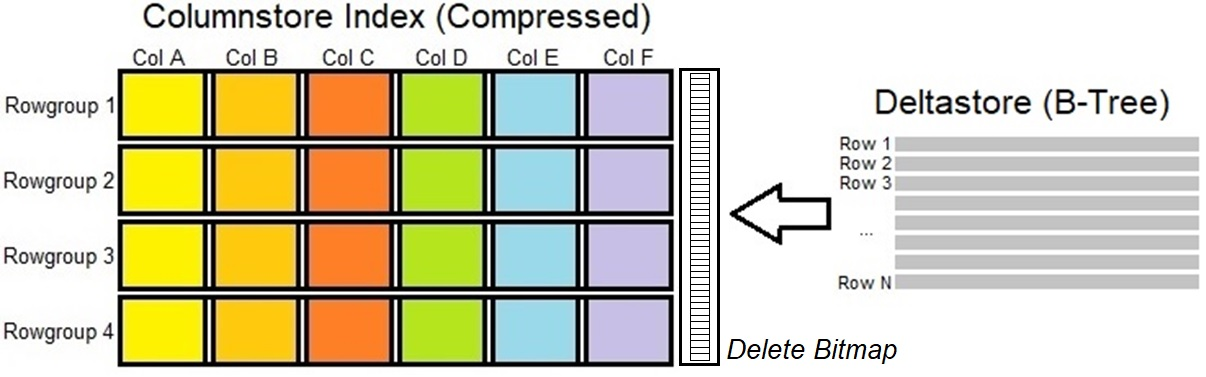 Columnstore Index (Compressed)
Col A Col B Col C Col D Col E Col F
Rowgroup 1
Rowgroup 2
Rowgroup 3
Rowgroup 4
Delete Bitmap
Deltastore (B-Tree)
Row 1
Row 2
Row 3
...
Row N